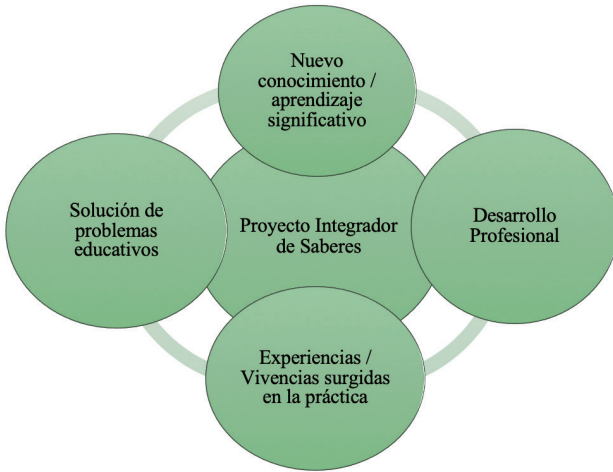 Nuevo
conocimiento /
aprendizaje
significativo
Solución de
problemas
educativos
Proyecto Integrador
de Saberes
Desarrollo
Profesional
Experiencias /
Vivencias surgidas
en la práctica